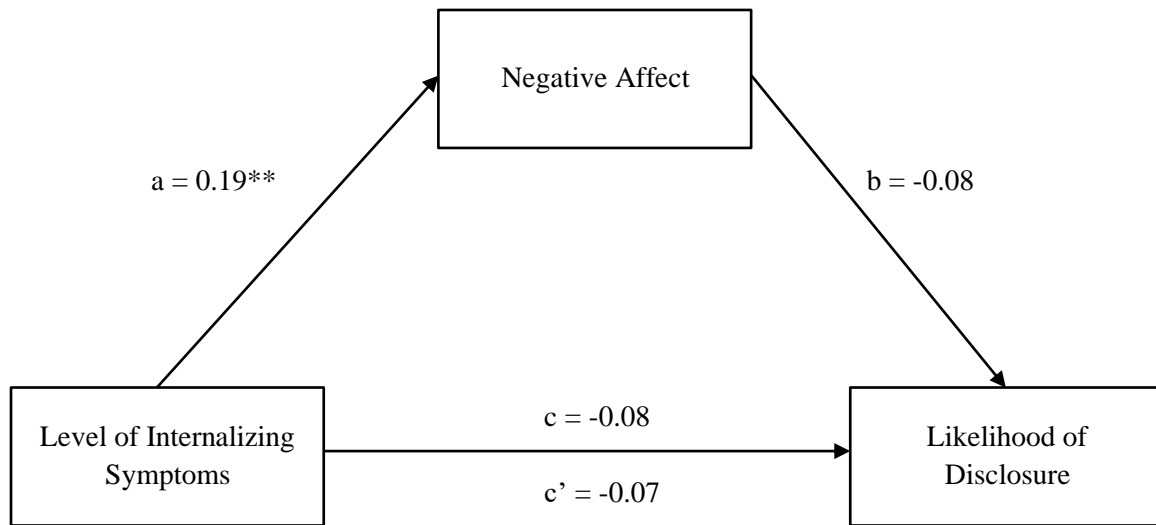 Negative Affect
a = 0.19**
b = -0.08
Level of Internalizing
Symptoms
c = -0.08
c’ = -0.07
Likelihood of
Disclosure